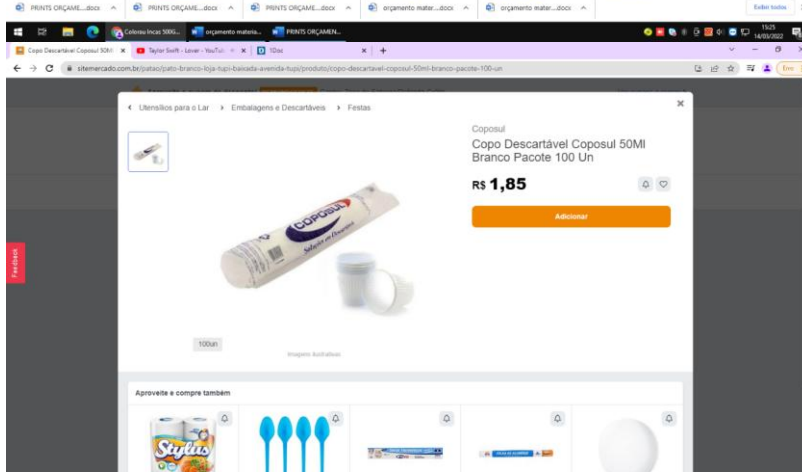 PRINTS ORÇAME....docx
PRINTS ORÇAME....docx
PRINTS ORÇAME....docx
orçamento mater....docx
orçamento mater....docx
Exibir todos
Colorau Incas 500G...
orçamento materia...
PRINTS ORÇAMEN...
15:25
14/03/2022
Copo Descartável Coposul 50Ml
Taylor Swift - Lover - YouTub
1Doc
sitemercado.com.br/patao/pato-branco-loja-tupi-baixada-avenida-tupi/produto/copo-descartavel-coposul-50ml-branco-pacote-100-un
Utensílios para o Lar > Embalagens e Descartáveis > Festas
Coposul
Copo Descartável Coposul 50Ml
Branco Pacote 100 Un
R$ 1,85
Adicionar
Feedback
COPOSUL
100un
Imagens ilustrativas
Aproveite e compre também
Stylus